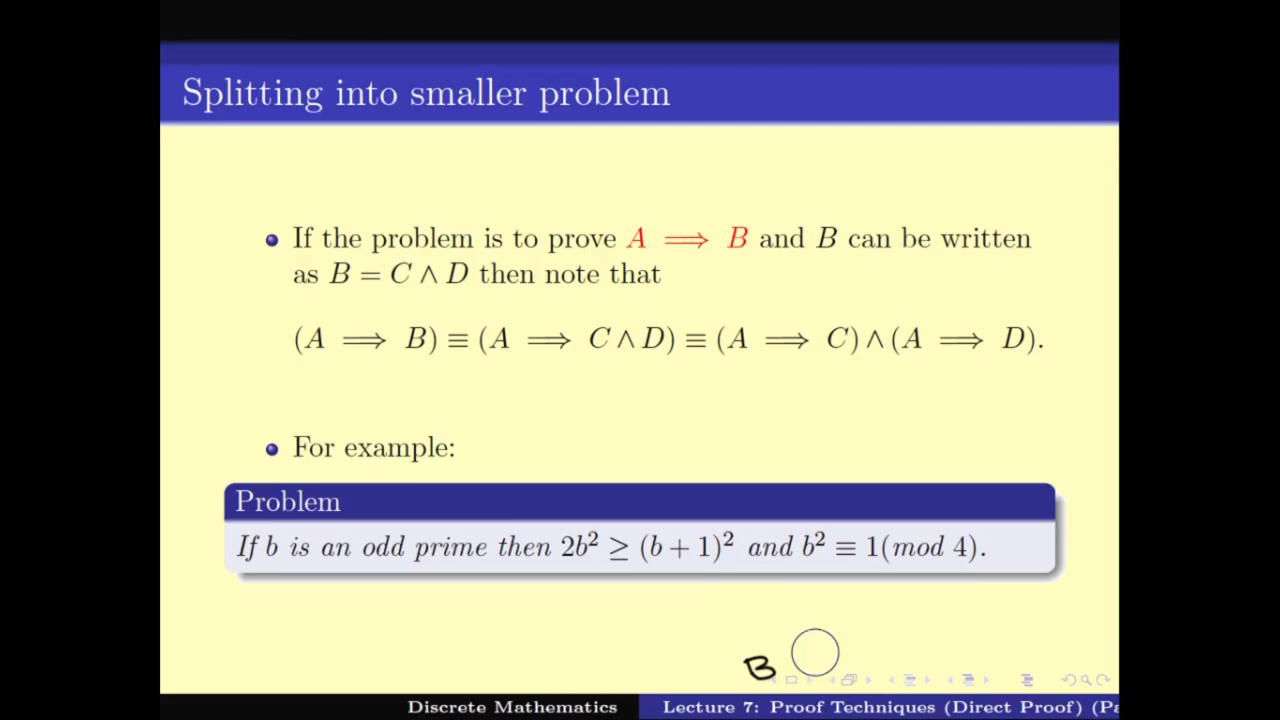 Splitting into smaller problem
If the problem is to prove A ⟹ B and B can be written
as B = C ∧ D then note that
(A ⟹ B) ≡ (A ⟹ C ∧ D) ≡ (A ⟹ C) ∧ (A ⟹ D).
For example:
Problem
If b is an odd prime then 2b² ≥ (b + 1)² and b² ≡ 1(mod 4).
B
Discrete Mathematics
Lecture 7: Proof Techniques (Direct Proof) (Pa